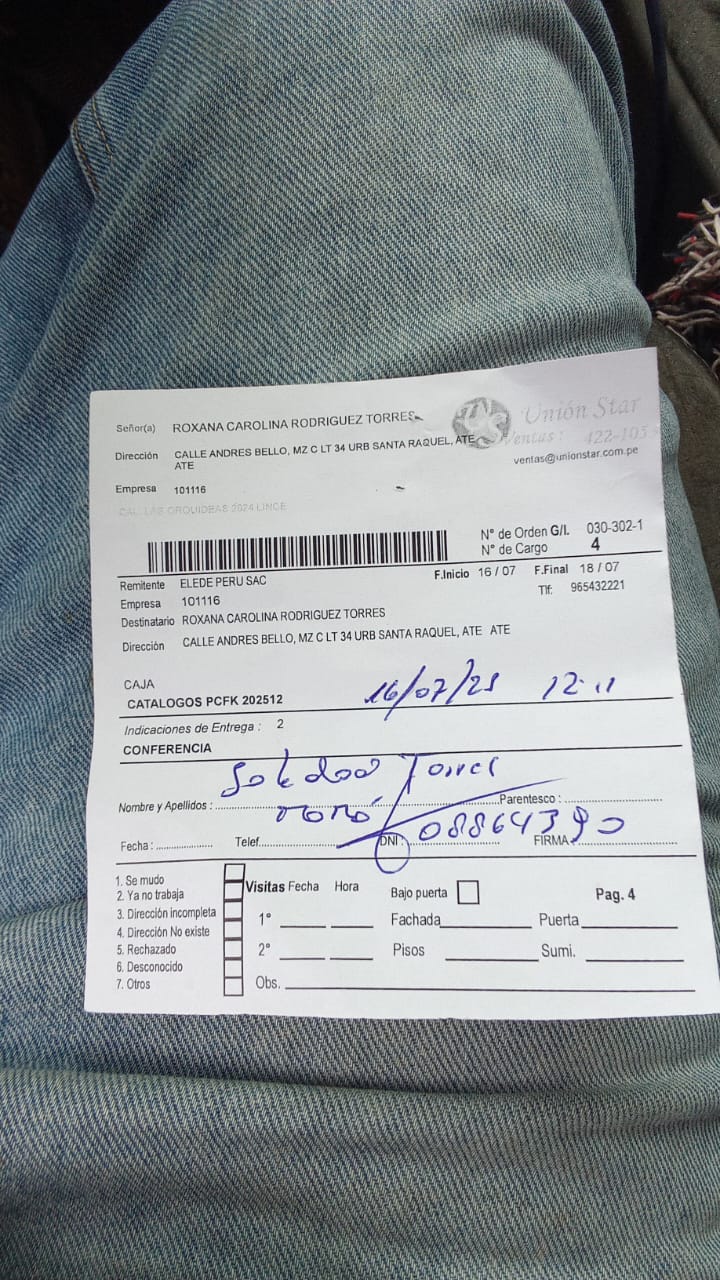 Señor(a) ROXANA CAROLINA RODRIGUEZ TORRES
Unión Star
Ventas: 422-103
ventas@unionstar.com.pe
Dirección CALLE ANDRES BELLO, MZ C LT 34 URB SANTA RAQUEL, ATE
ATE
Empresa 101116
CAL. LAS ORQUIDEAS 2024 LINCE
N° de Orden G/I. 030-302-1
N° de Cargo 4
Remitente ELEDE PERU SAC
F.Inicio 16 / 07 F.Final 18 / 07
Empresa 101116
Tlf: 965432221
Destinatario ROXANA CAROLINA RODRIGUEZ TORRES
Dirección CALLE ANDRES BELLO, MZ C LT 34 URB SANTA RAQUEL, ATE ATE
CAJA
CATALOGOS PCFK 202512
16/07/25 12:11
Indicaciones de Entrega : 2
CONFERENCIA
Soledad Torres
Nombre y Apellidos : Parentesco :
08864390
Fecha : Telef. DNI : FIRMA
1. Se mudo
2. Ya no trabaja
3. Dirección incompleta
4. Dirección No existe
5. Rechazado
6. Desconocido
7. Otros
Visitas Fecha Hora Bajo puerta Pag. 4
1° Fachada Puerta
2° Pisos Sumi.
Obs.